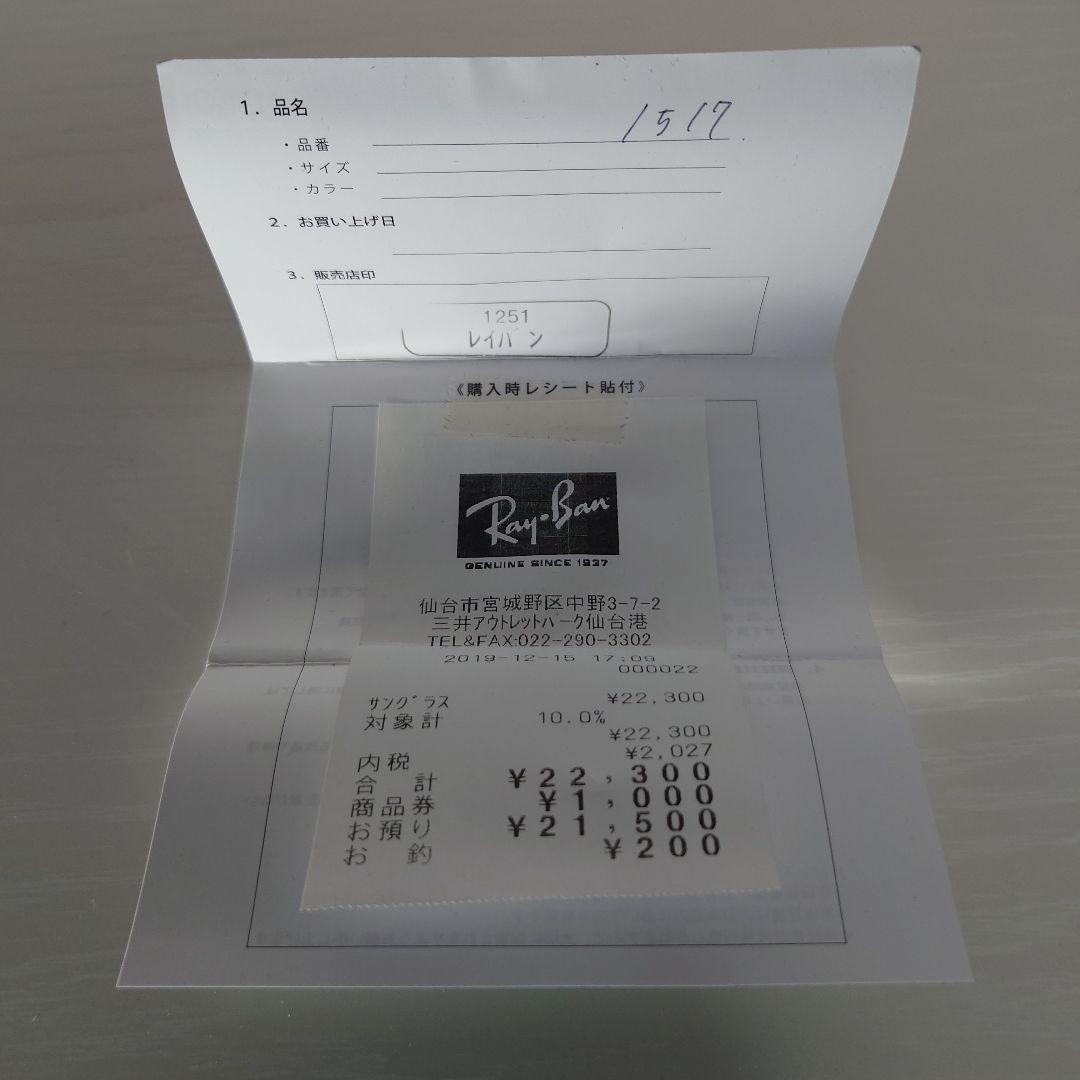 1. 品名
・品番 1517
・サイズ
・カラー
2. お買い上げ日
3. 販売店印
1251
レイバン
《購入時レシート貼付》
Ray-Ban
GENUINE SINCE 1937
仙台市宮城野区中野3-7-2
三井アウトレットパーク仙台港
TEL&FAX:022-290-3302
2019-12-15 17:09
000022
サングラス ¥22,300
対象計 10.0% ¥22,300
内税 ¥2,027
合計 ¥22,300
商品券 ¥1,000
お預り ¥21,500
お釣 ¥200